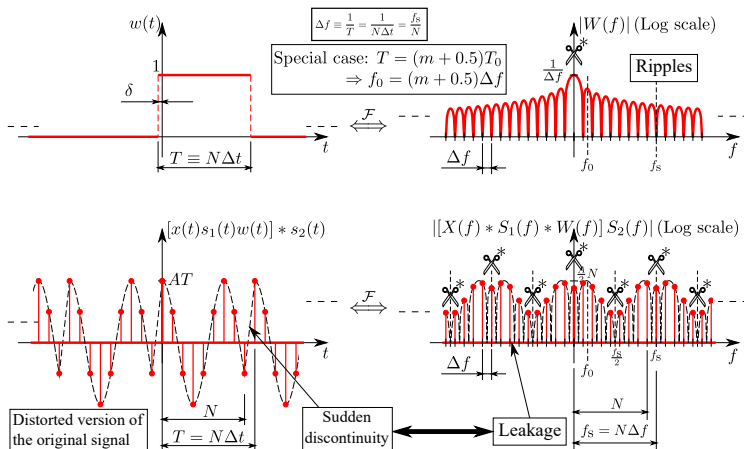 w(t)
Δf ≡ 1/T = 1/(NΔt) = f_s/N
|W(f)| (Log scale)
Special case: T = (m + 0.5)T_0
⇒ f_0 = (m + 0.5)Δf
*
Ripples
1
1/Δf
δ
ℱ
⟺
t
f
T ≡ NΔt
Δf
f_0
f_s
[x(t)s_1(t)w(t)] * s_2(t)
|[X(f) * S_1(f) * W(f)] S_2(f)| (Log scale)
* * * * * *
AT
A/2 N
ℱ
⟺
t
f
Δf
f_0
f_s/2
f_s
Distorted version of
the original signal
N
T = NΔt
Sudden
discontinuity
Leakage
N
f_s = NΔf